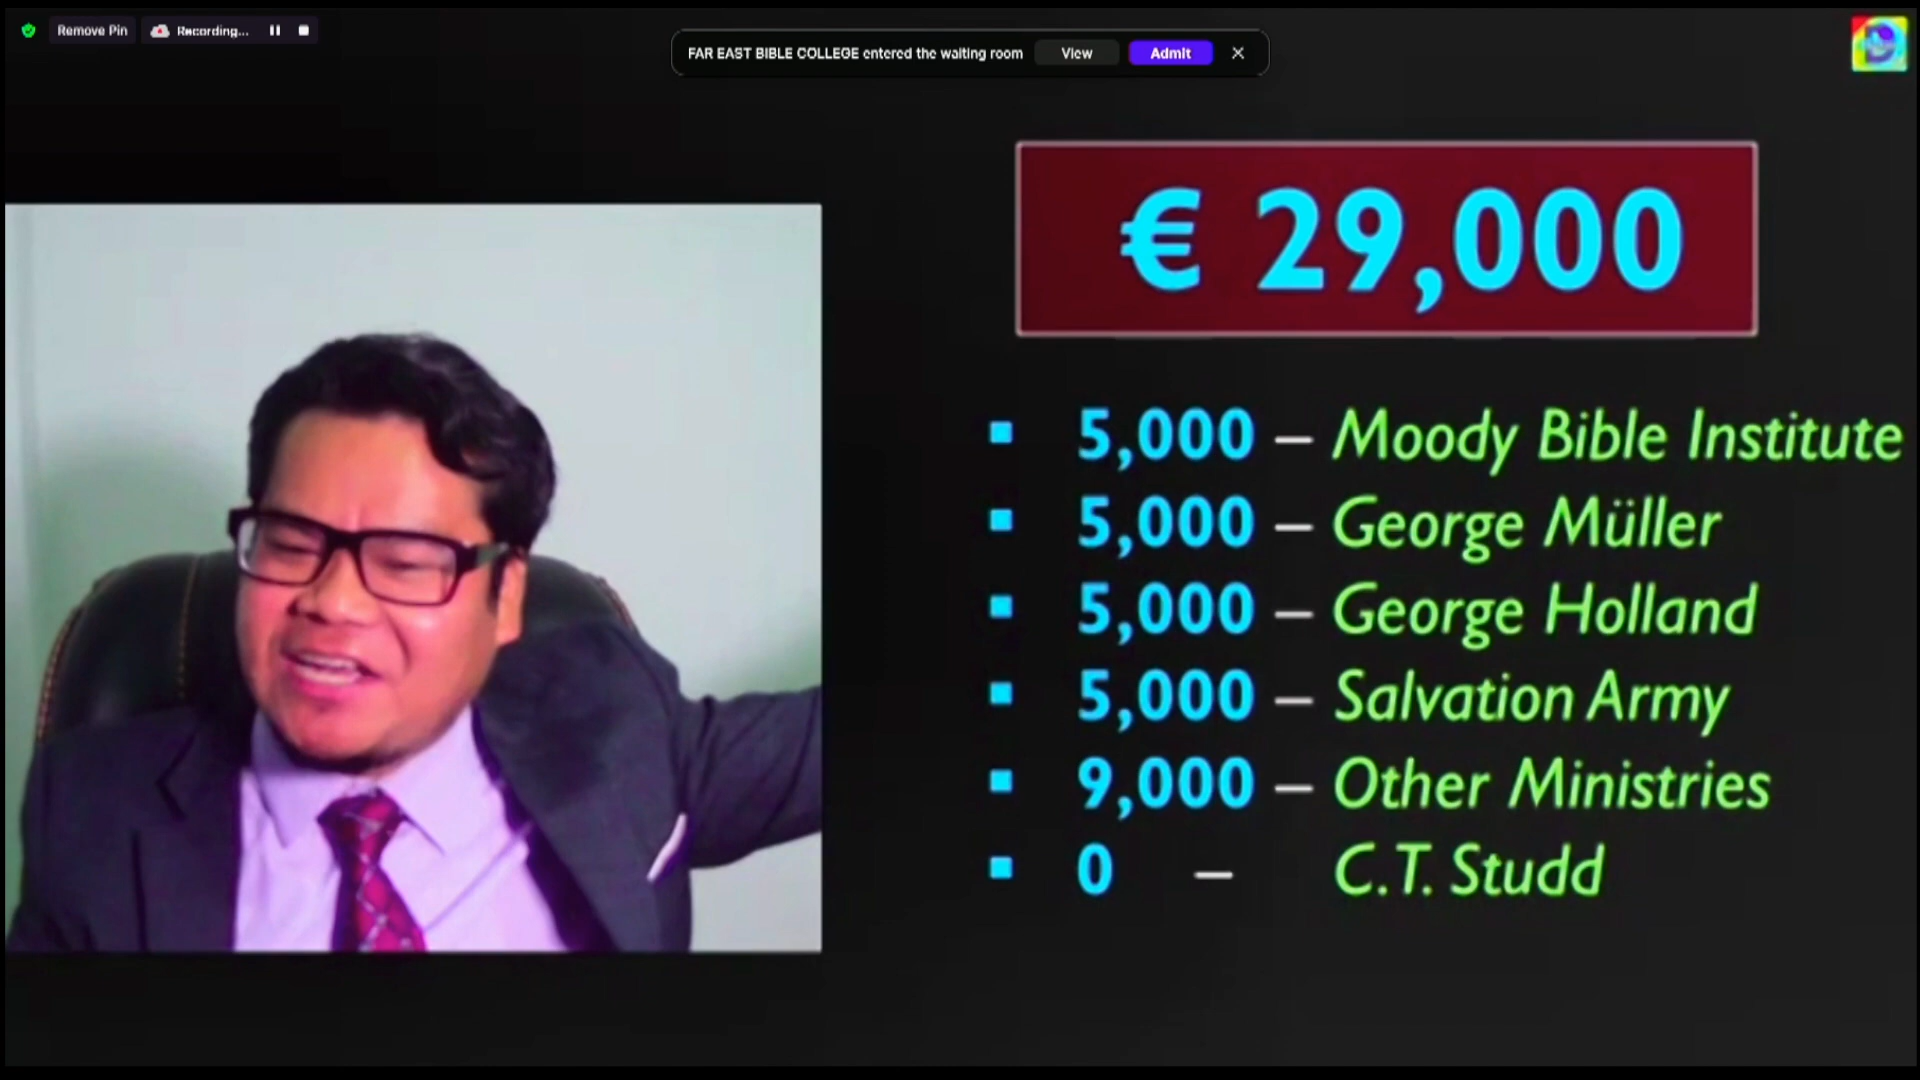 Remove Pin
Recording...
FAR EAST BIBLE COLLEGE entered the waiting room
View
Admit
€ 29,000
5,000 – Moody Bible Institute
5,000 – George Müller
5,000 – George Holland
5,000 – Salvation Army
9,000 – Other Ministries
0 – C.T. Studd